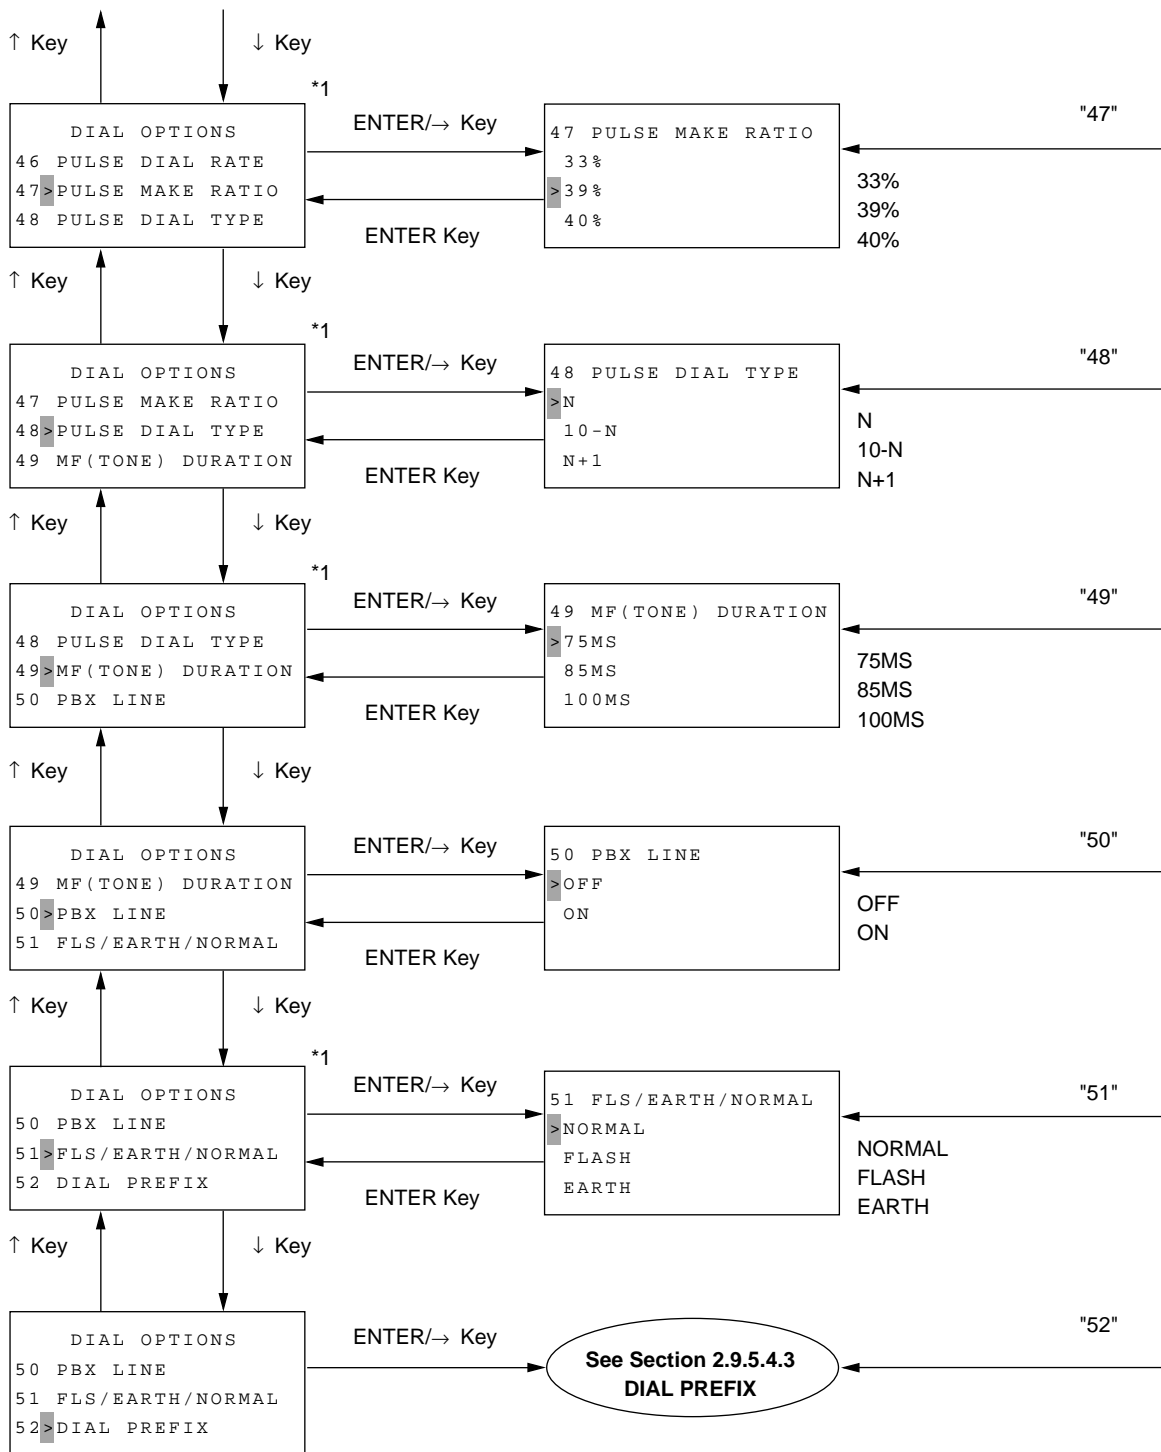 ↑ Key
↓ Key
*1
DIAL OPTIONS
46 PULSE DIAL RATE
47>PULSE MAKE RATIO
48 PULSE DIAL TYPE
ENTER/→ Key
ENTER Key
47 PULSE MAKE RATIO
33%
>39%
40%
"47"
33%
39%
40%
↑ Key
↓ Key
*1
DIAL OPTIONS
47 PULSE MAKE RATIO
48>PULSE DIAL TYPE
49 MF(TONE) DURATION
ENTER/→ Key
ENTER Key
48 PULSE DIAL TYPE
>N
10-N
N+1
"48"
N
10-N
N+1
↑ Key
↓ Key
*1
DIAL OPTIONS
48 PULSE DIAL TYPE
49>MF(TONE) DURATION
50 PBX LINE
ENTER/→ Key
ENTER Key
49 MF(TONE) DURATION
>75MS
85MS
100MS
"49"
75MS
85MS
100MS
↑ Key
↓ Key
DIAL OPTIONS
49 MF(TONE) DURATION
50>PBX LINE
51 FLS/EARTH/NORMAL
ENTER/→ Key
ENTER Key
50 PBX LINE
>OFF
ON
"50"
OFF
ON
↑ Key
↓ Key
*1
DIAL OPTIONS
50 PBX LINE
51>FLS/EARTH/NORMAL
52 DIAL PREFIX
ENTER/→ Key
ENTER Key
51 FLS/EARTH/NORMAL
>NORMAL
FLASH
EARTH
"51"
NORMAL
FLASH
EARTH
↑ Key
↓ Key
DIAL OPTIONS
50 PBX LINE
51 FLS/EARTH/NORMAL
52>DIAL PREFIX
ENTER/→ Key
See Section 2.9.5.4.3
DIAL PREFIX
"52"